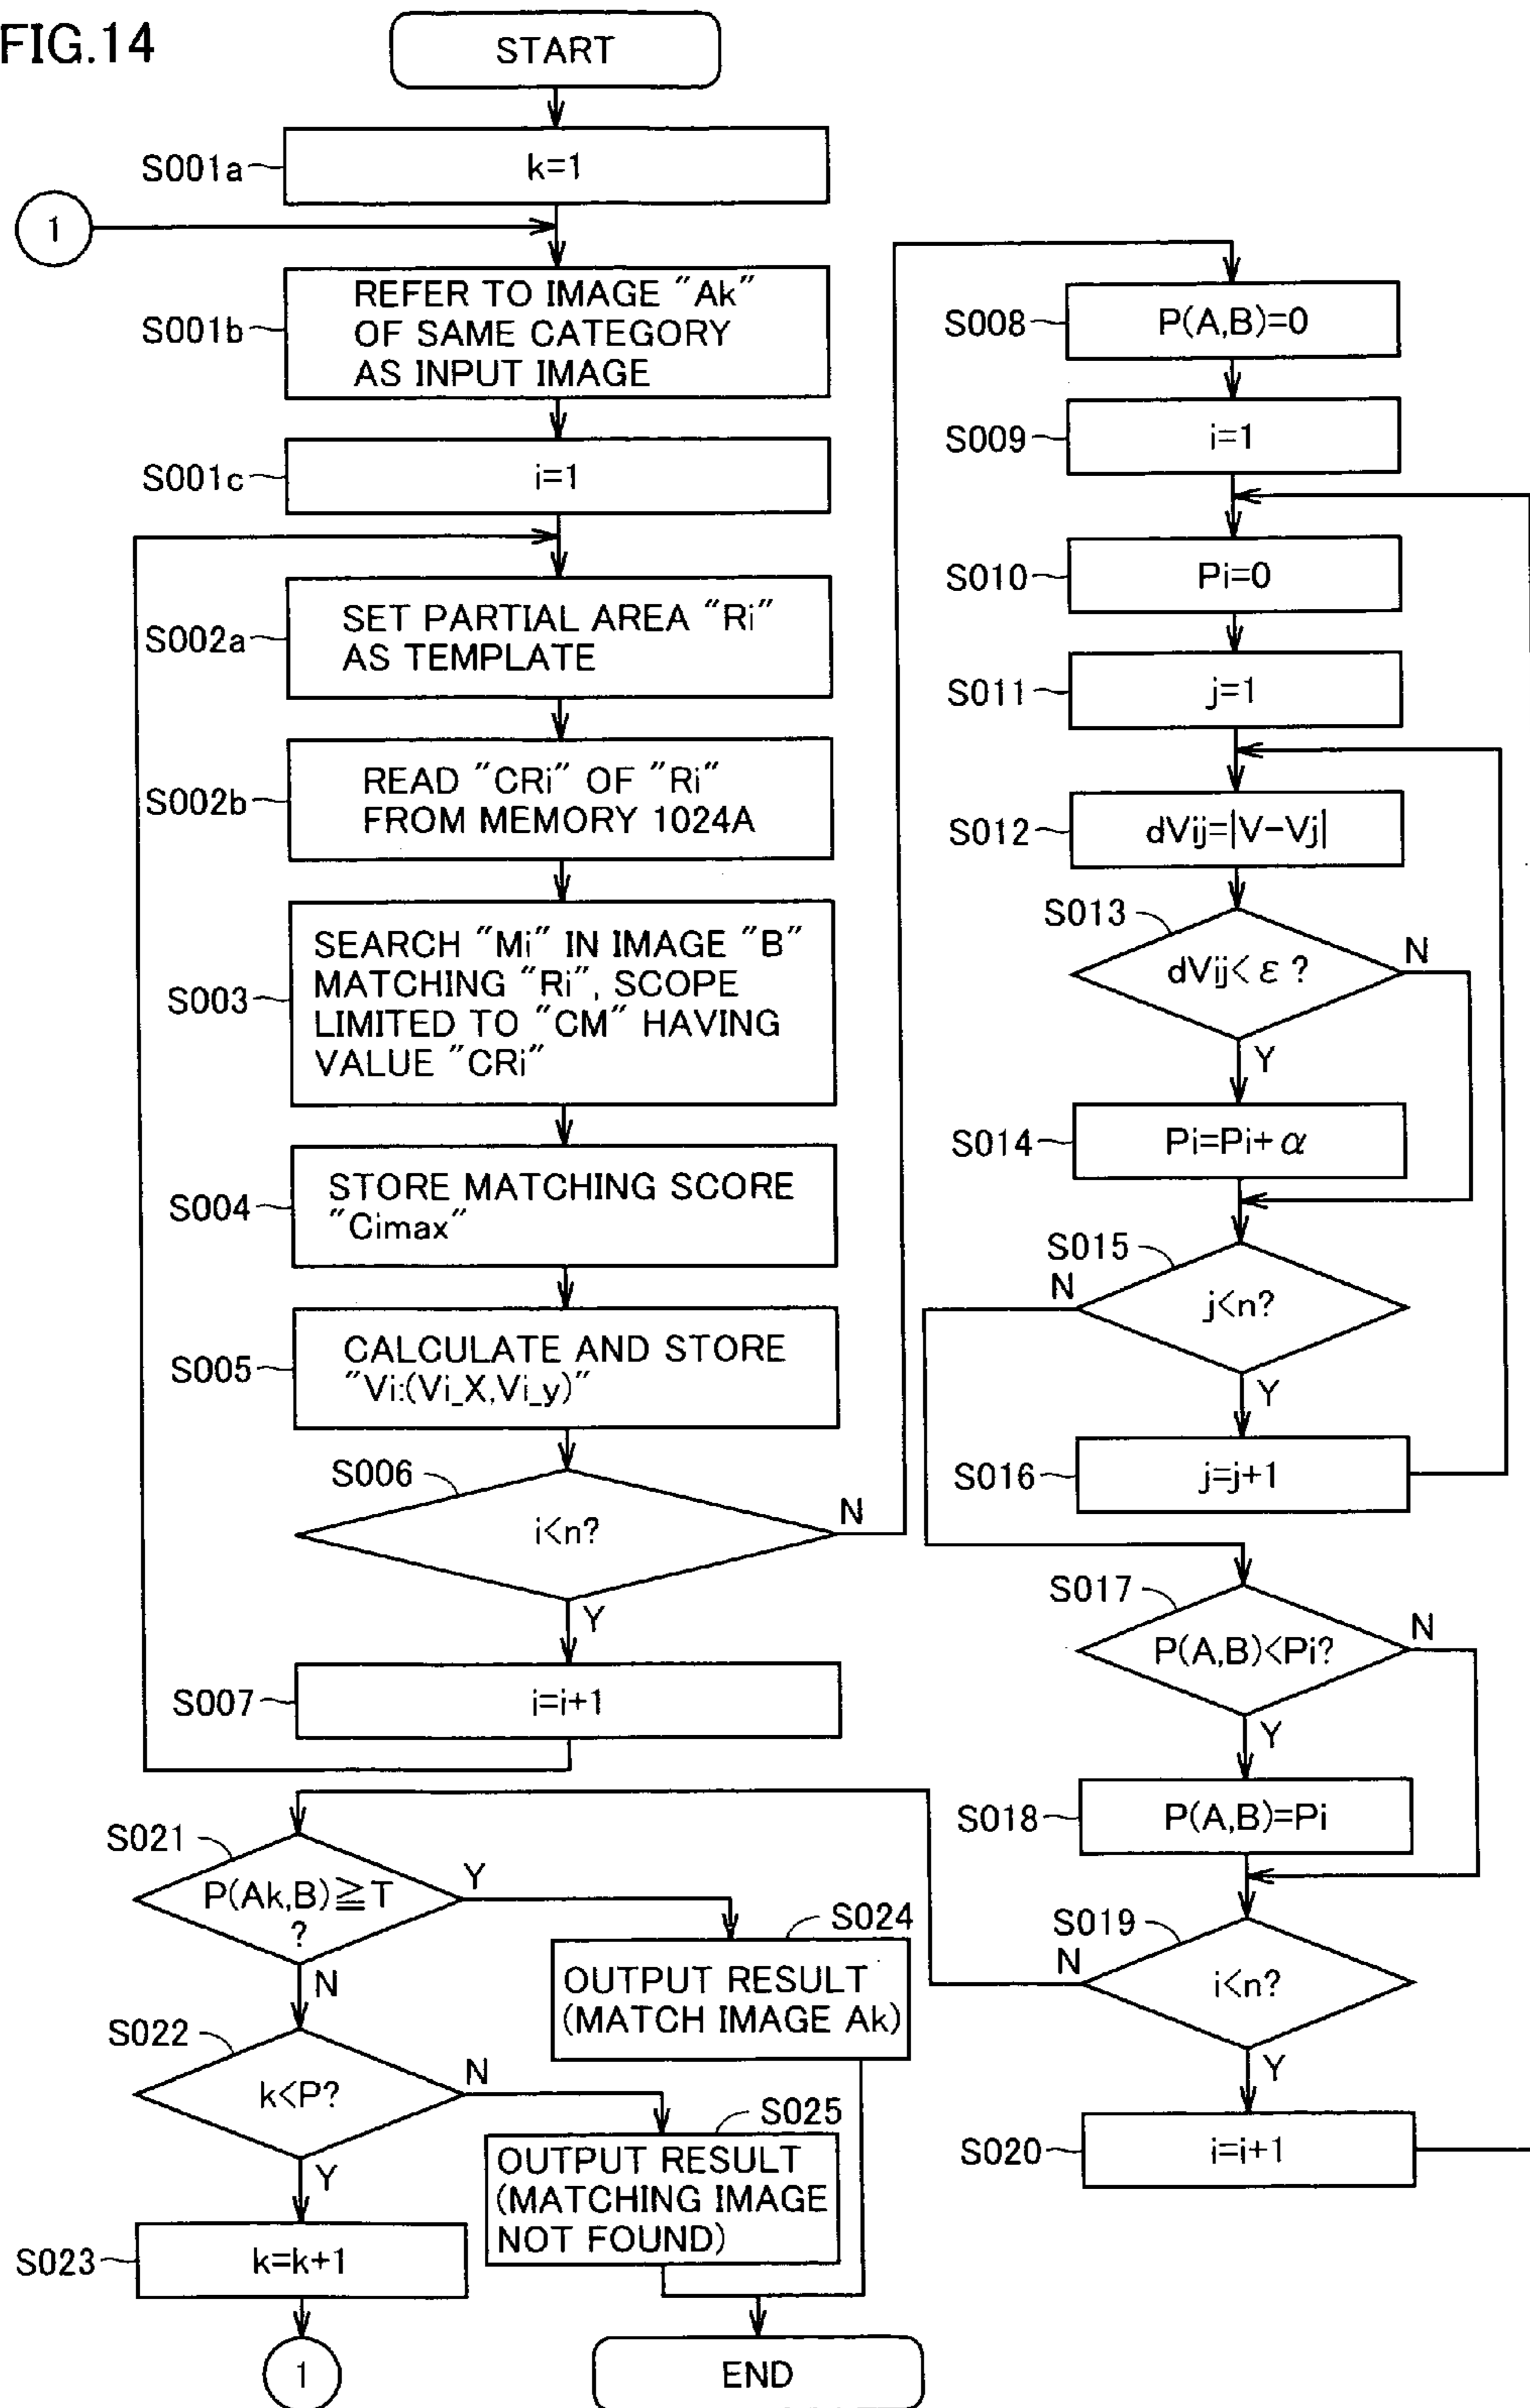 FIG.14
START
S001a
k=1
1
S001b
REFER TO IMAGE "Ak"
OF SAME CATEGORY
AS INPUT IMAGE
S001c
i=1
S002a
SET PARTIAL AREA "Ri"
AS TEMPLATE
S002b
READ "CRi" OF "Ri"
FROM MEMORY 1024A
S003
SEARCH "Mi" IN IMAGE "B"
MATCHING "Ri", SCOPE
LIMITED TO "CM" HAVING
VALUE "CRi"
S004
STORE MATCHING SCORE
"Cimax"
S005
CALCULATE AND STORE
"Vi:(Vi_X,Vi_y)"
S006
i<n?
N
Y
S007
i=i+1
S008
P(A,B)=0
S009
i=1
S010
Pi=0
S011
j=1
S012
dVij=|V-Vj|
S013
dVij<ε?
N
Y
S014
Pi=Pi+α
S015
N
j<n?
Y
S016
j=j+1
S017
P(A,B)<Pi?
N
Y
S018
P(A,B)=Pi
S019
N
i<n?
Y
S020
i=i+1
S021
P(Ak,B)≧T
?
Y
N
S024
OUTPUT RESULT
(MATCH IMAGE Ak)
S022
k<P?
N
Y
S025
OUTPUT RESULT
(MATCHING IMAGE
NOT FOUND)
S023
k=k+1
1
END